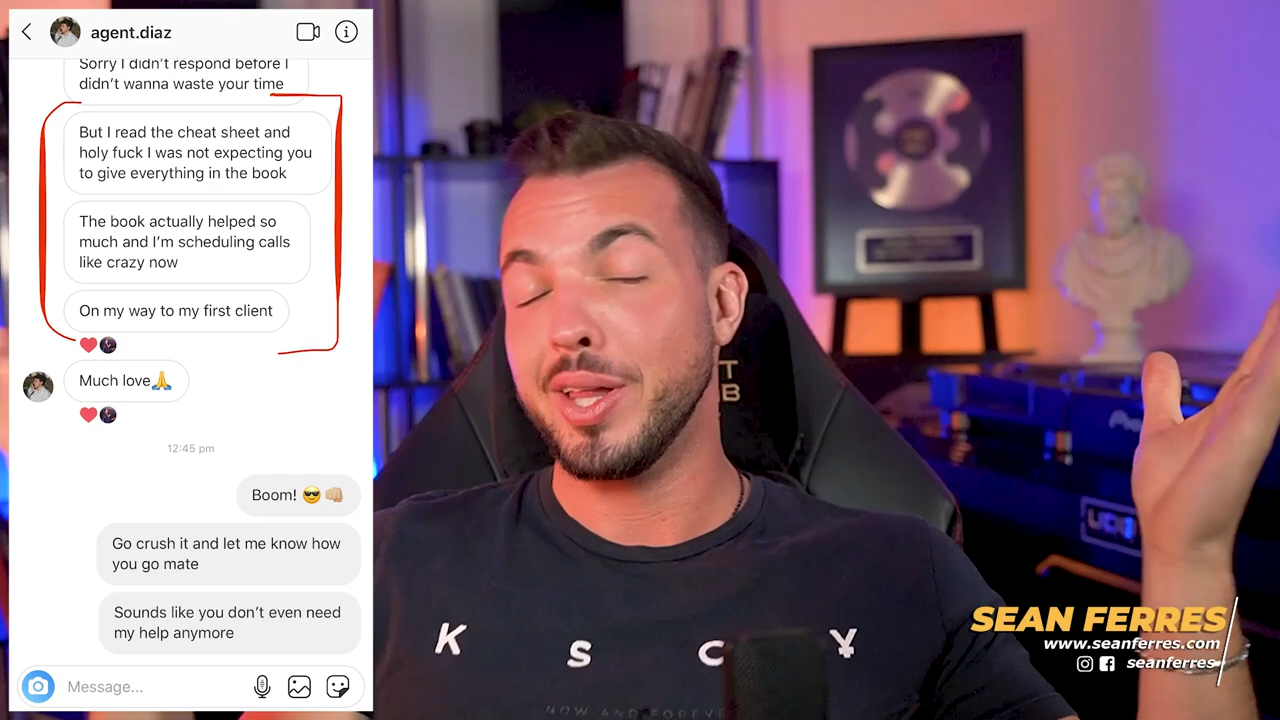 agent.diaz
Sorry I didn't respond before I
didn't wanna waste your time
But I read the cheat sheet and
holy fuck I was not expecting you
to give everything in the book
The book actually helped so
much and I'm scheduling calls
like crazy now
On my way to my first client
Much love🙏
12:45 pm
Boom! 😎👊🏼
Go crush it and let me know how
you go mate
Sounds like you don't even need
my help anymore
Message...
T
B
K S C Y
NOW AND FOREVE
SEAN FERRES
www.seanferres.com
seanferres